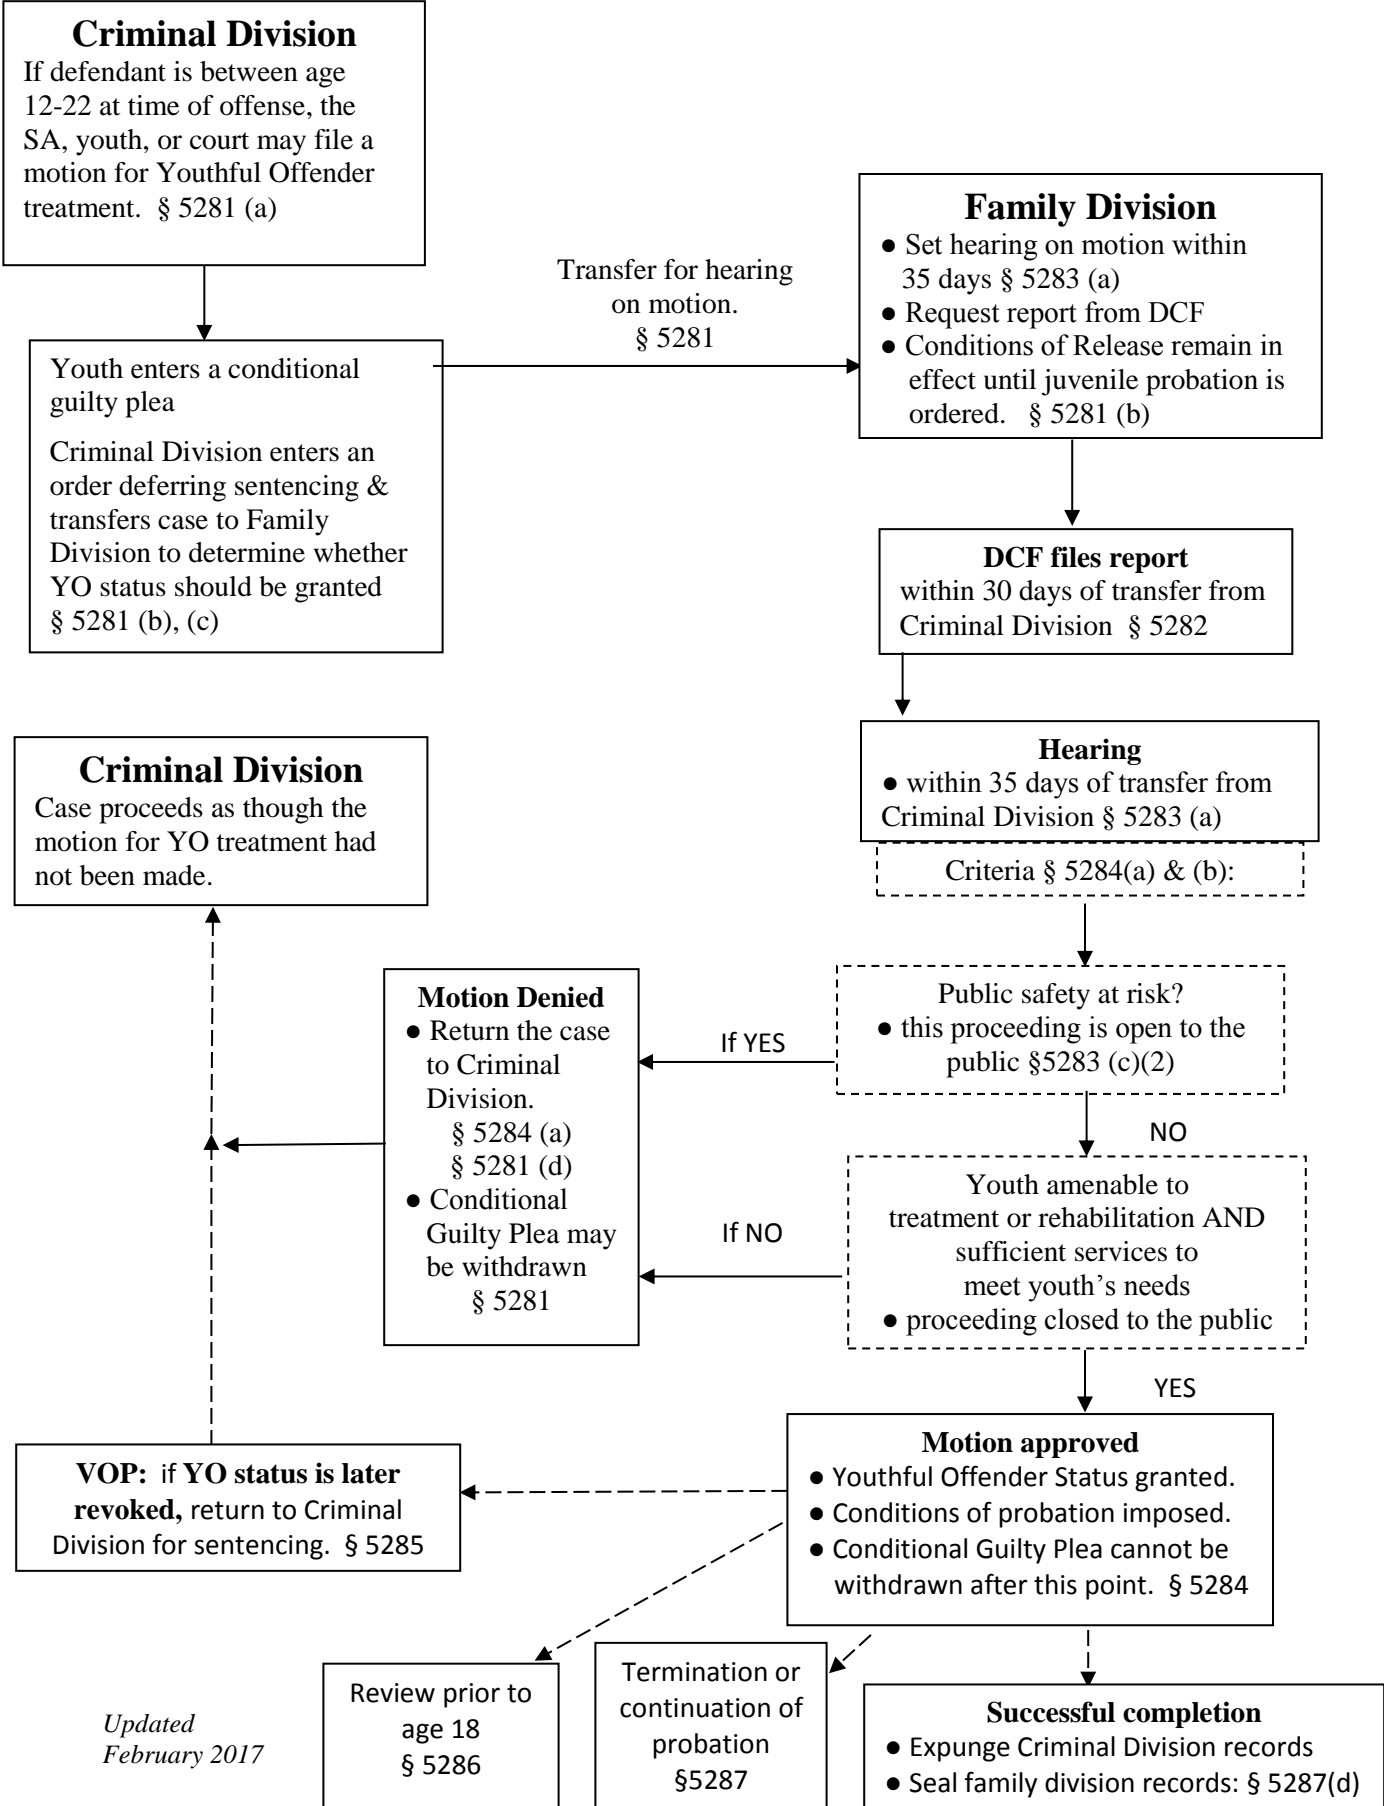 Criminal Division
If defendant is between age
12-22 at time of offense, the
SA, youth, or court may file a
motion for Youthful Offender
treatment.  § 5281 (a)
Youth enters a conditional
guilty plea
Criminal Division enters an
order deferring sentencing &
transfers case to Family
Division to determine whether
YO status should be granted
§ 5281 (b), (c)
Transfer for hearing
on motion.
§ 5281
Family Division
● Set hearing on motion within
35 days § 5283 (a)
● Request report from DCF
● Conditions of Release remain in
effect until juvenile probation is
ordered.   § 5281 (b)
DCF files report
within 30 days of transfer from
Criminal Division  § 5282
Hearing
● within 35 days of transfer from
Criminal Division § 5283 (a)
Criteria § 5284(a) & (b):
Public safety at risk?
● this proceeding is open to the
public §5283 (c)(2)
If YES
NO
Youth amenable to
treatment or rehabilitation AND
sufficient services to
meet youth’s needs
● proceeding closed to the public
If NO
YES
Motion Denied
● Return the case
to Criminal
Division.
§ 5284 (a)
§ 5281 (d)
● Conditional
Guilty Plea may
be withdrawn
§ 5281
Criminal Division
Case proceeds as though the
motion for YO treatment had
not been made.
Motion approved
● Youthful Offender Status granted.
● Conditions of probation imposed.
● Conditional Guilty Plea cannot be
withdrawn after this point.  § 5284
VOP:  if YO status is later
revoked, return to Criminal
Division for sentencing.  § 5285
Review prior to
age 18
§ 5286
Termination or
continuation of
probation
§5287
Successful completion
● Expunge Criminal Division records
● Seal family division records: § 5287(d)
Updated
February 2017